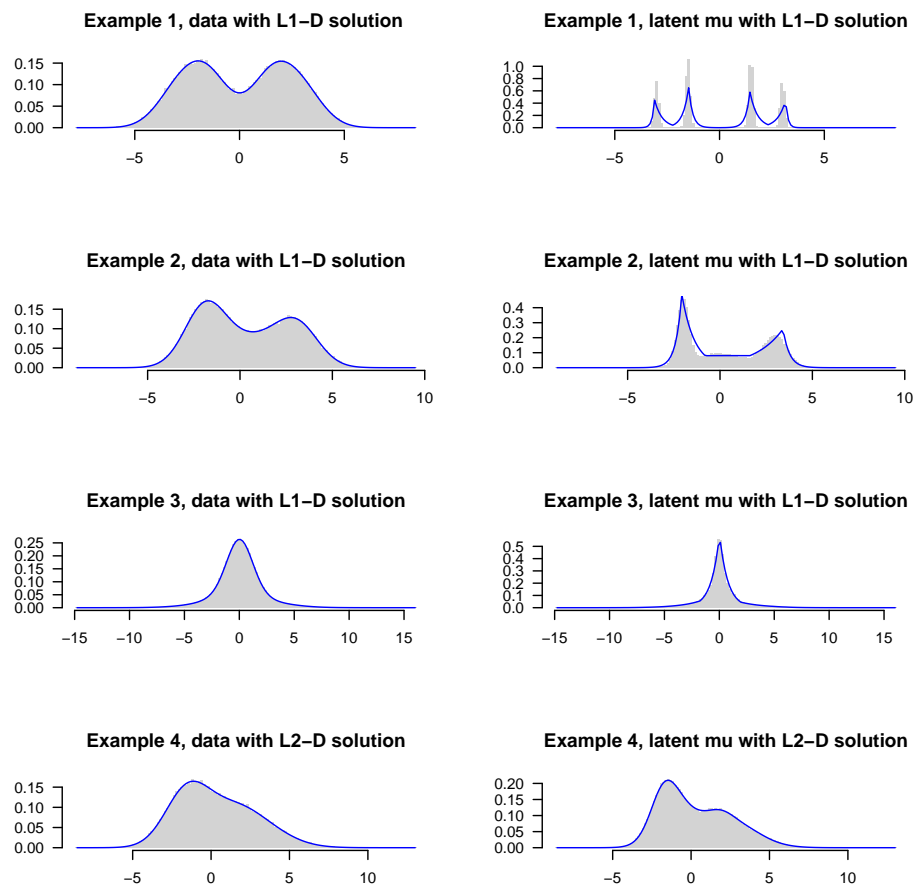 Example 1, data with L1−D solution
0.15
0.10
0.05
0.00
−5 0 5
Example 1, latent mu with L1−D solution
1.0
0.8
0.6
0.4
0.2
0.0
−5 0 5
Example 2, data with L1−D solution
0.15
0.10
0.05
0.00
−5 0 5 10
Example 2, latent mu with L1−D solution
0.4
0.3
0.2
0.1
0.0
−5 0 5 10
Example 3, data with L1−D solution
0.25
0.20
0.15
0.10
0.05
0.00
−15 −10 −5 0 5 10 15
Example 3, latent mu with L1−D solution
0.5
0.4
0.3
0.2
0.1
0.0
−15 −10 −5 0 5 10 15
Example 4, data with L2−D solution
0.15
0.10
0.05
0.00
−5 0 5 10
Example 4, latent mu with L2−D solution
0.20
0.15
0.10
0.05
0.00
−5 0 5 10